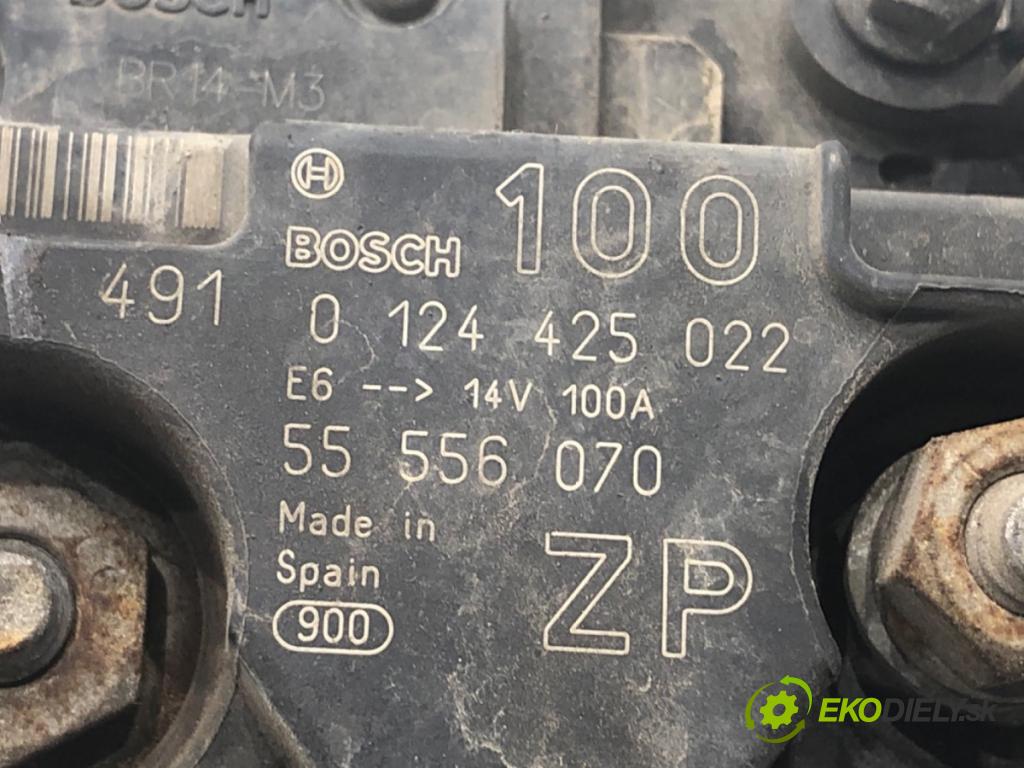 BOSCH
BR14-M3
H
BOSCH
100
491
0 124 425 022
E6 --> 14V 100A
55 556 070
Made in
Spain
900
ZP
EKODIELY.SK